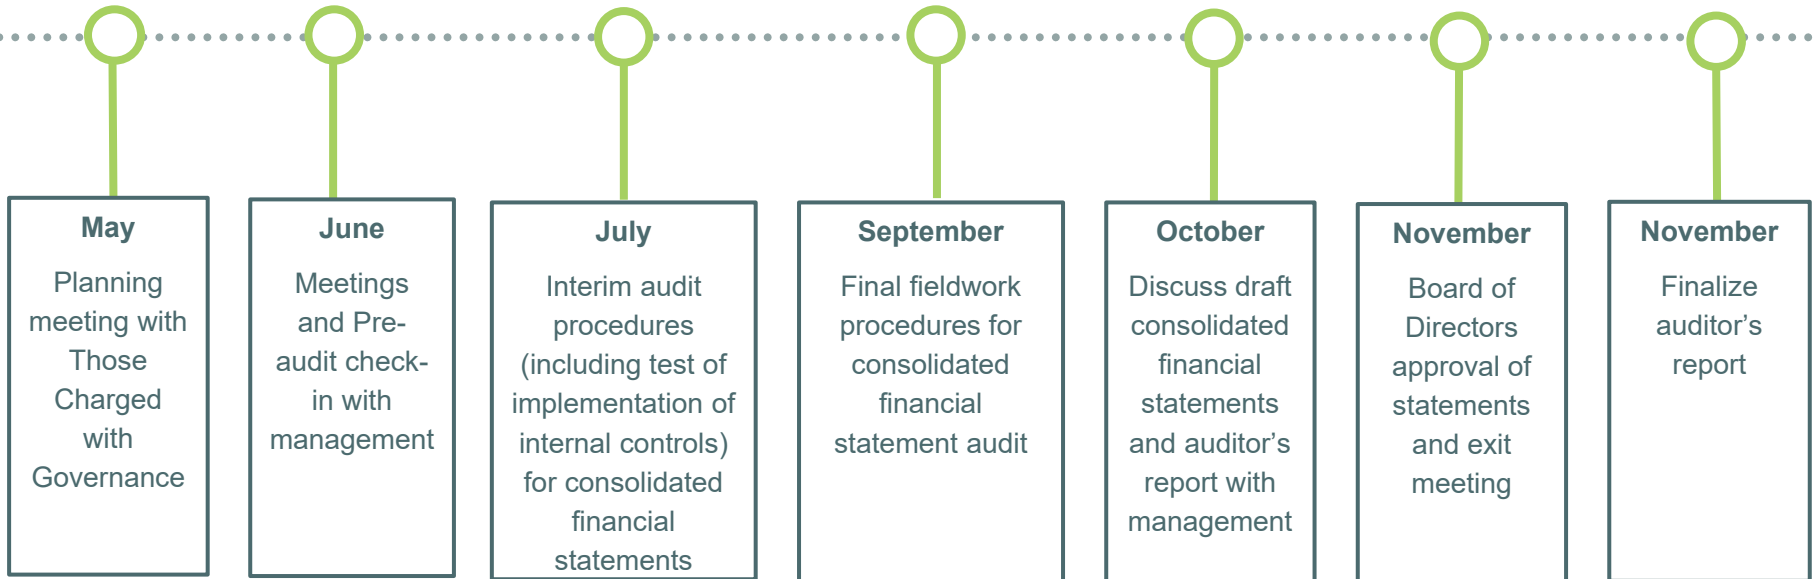 May
Planning
meeting with
Those
Charged
with
Governance
June
Meetings
and Pre-
audit check-
in with
management
July
Interim audit
procedures
(including test of
implementation of
internal controls)
for consolidated
financial
statements
September
Final fieldwork
procedures for
consolidated
financial
statement audit
October
Discuss draft
consolidated
financial
statements
and auditor’s
report with
management
November
Board of
Directors
approval of
statements
and exit
meeting
November
Finalize
auditor’s
report